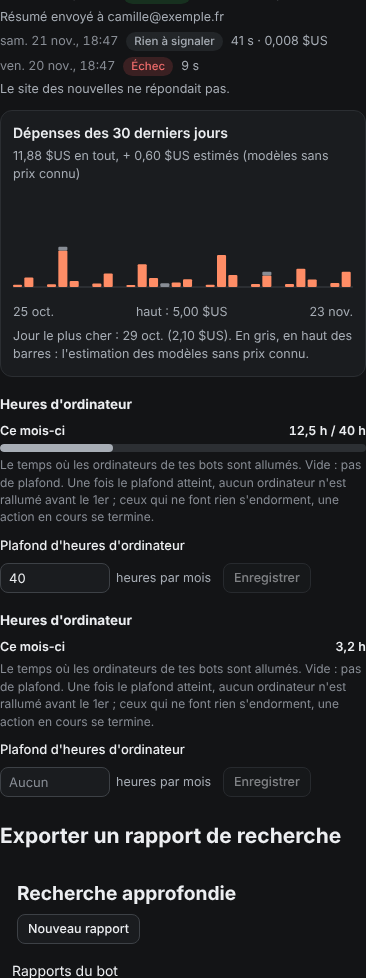 Résumé envoyé à camille@exemple.fr
sam. 21 nov., 18:47 Rien à signaler 41 s · 0,008 $US
ven. 20 nov., 18:47 Échec 9 s
Le site des nouvelles ne répondait pas.
Dépenses des 30 derniers jours
11,88 $US en tout, + 0,60 $US estimés (modèles sans
prix connu)
25 oct. haut : 5,00 $US 23 nov.
Jour le plus cher : 29 oct. (2,10 $US). En gris, en haut des
barres : l'estimation des modèles sans prix connu.
Heures d'ordinateur
Ce mois-ci 12,5 h / 40 h
Le temps où les ordinateurs de tes bots sont allumés. Vide : pas
de plafond. Une fois le plafond atteint, aucun ordinateur n'est
rallumé avant le 1er ; ceux qui ne font rien s'endorment, une
action en cours se termine.
Plafond d'heures d'ordinateur
40 heures par mois Enregistrer
Heures d'ordinateur
Ce mois-ci 3,2 h
Le temps où les ordinateurs de tes bots sont allumés. Vide : pas
de plafond. Une fois le plafond atteint, aucun ordinateur n'est
rallumé avant le 1er ; ceux qui ne font rien s'endorment, une
action en cours se termine.
Plafond d'heures d'ordinateur
Aucun heures par mois Enregistrer
Exporter un rapport de recherche
Recherche approfondie
Nouveau rapport
Rapports du bot